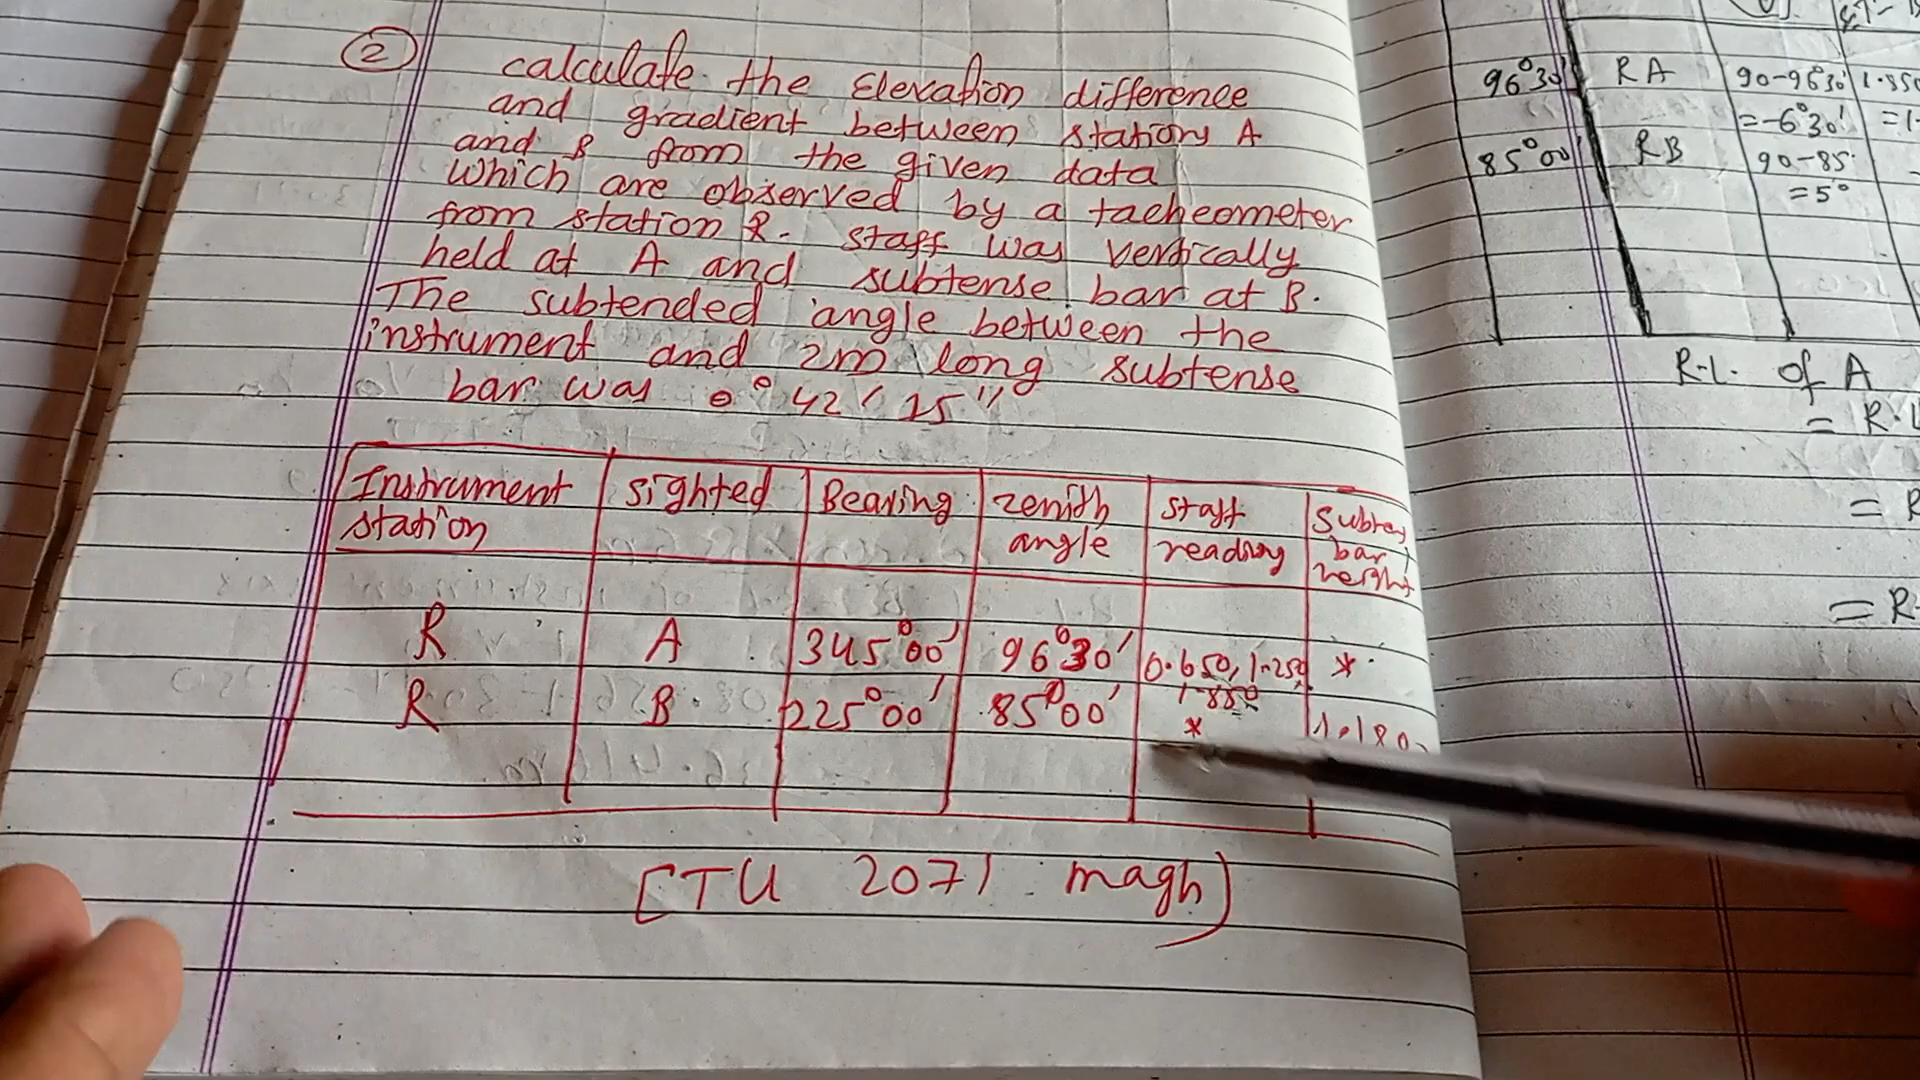 2
calculate the Elevation difference
and gradient between stations A
and B from the given data
which are observed by a tacheometer
from station R. staff was vertically
held at A and subtense bar at B.
The subtended angle between the
instrument and 2m long subtense
bar was 0°42'15"
Instrument station | sighted | Bearing | zenith angle | staff reading | bar
R | A | 345°00' | 96°30' | 0.650, 1.250 1.850 | *
R | B | 225°00' | 85°00' | * | 1.180
[TU 2071 magh)
96°30' | RA | 90-96°30' | 1.850
=-6°30' | =1-
85°00' | RB | 90-85
=5°
R.L. of A
= R.L
= R
= R